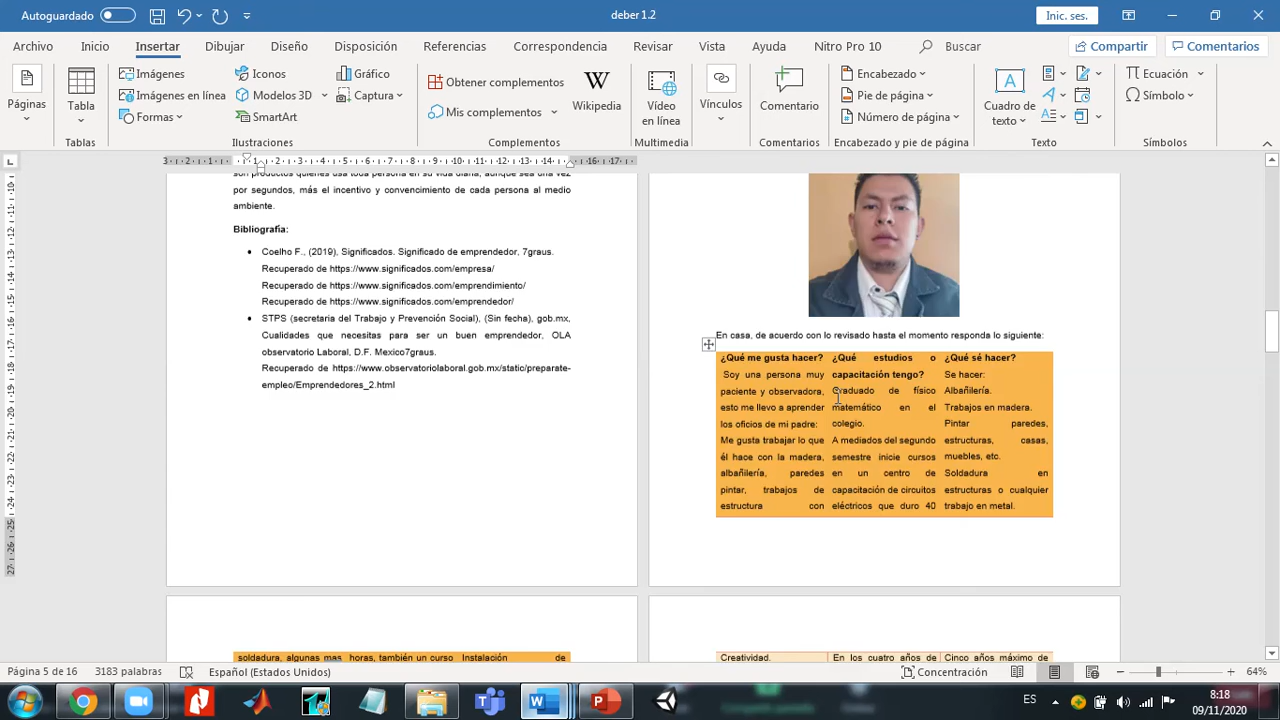 Autoguardado
deber 1.2
Inic. ses.
Archivo Inicio Insertar Dibujar Diseño Disposición Referencias Correspondencia Revisar Vista Ayuda Nitro Pro 10 Buscar Compartir Comentarios
Páginas
Tabla
Tablas
Imágenes
Imágenes en línea
Formas
Iconos
Modelos 3D
SmartArt
Gráfico
Captura
Ilustraciones
Obtener complementos
Mis complementos
W
Wikipedia
Complementos
Vídeo
en línea
Multimedia
Vínculos
Comentario
Comentarios
Encabezado
Pie de página
Número de página
Encabezado y pie de página
Cuadro de
texto
Texto
Ecuación
Símbolo
Símbolos
son productos quienes usa toda persona en su vida diaria, aunque sea una vez
por segundos, más el incentivo y convencimiento de cada persona al medio
ambiente.
Bibliografía:
• Coelho F., (2019), Significados. Significado de emprendedor, 7graus.
Recuperado de https://www.significados.com/empresa/
Recuperado de https://www.significados.com/emprendimiento/
Recuperado de https://www.significados.com/emprendedor/
• STPS (secretaria del Trabajo y Prevención Social), (Sin fecha), gob.mx,
Cualidades que necesitas para ser un buen emprendedor, OLA
observatorio Laboral, D.F. Mexico7graus.
Recuperado de https://www.observatoriolaboral.gob.mx/static/preparate-
empleo/Emprendedores_2.html
En casa, de acuerdo con lo revisado hasta el momento responda lo siguiente:
¿Qué me gusta hacer?
Soy una persona muy
paciente y observadora,
esto me llevo a aprender
los oficios de mi padre:
Me gusta trabajar lo que
él hace con la madera,
albañilería, paredes
pintar, trabajos de
estructura con
¿Qué estudios o
capacitación tengo?
Graduado de físico
matemático en el
colegio.
A mediados del segundo
semestre inicie cursos
en un centro de
capacitación de circuitos
eléctricos que duro 40
¿Qué sé hacer?
Se hacer:
Albañilería.
Trabajos en madera.
Pintar paredes,
estructuras, casas,
muebles, etc.
Soldadura en
estructuras o cualquier
trabajo en metal.
soldadura, algunas mas horas, también un curso Instalación de
Creatividad. En los cuatro años de Cinco años máximo de
Página 5 de 16 3183 palabras Español (Estados Unidos) Concentración 64%
ES 8:18
09/11/2020